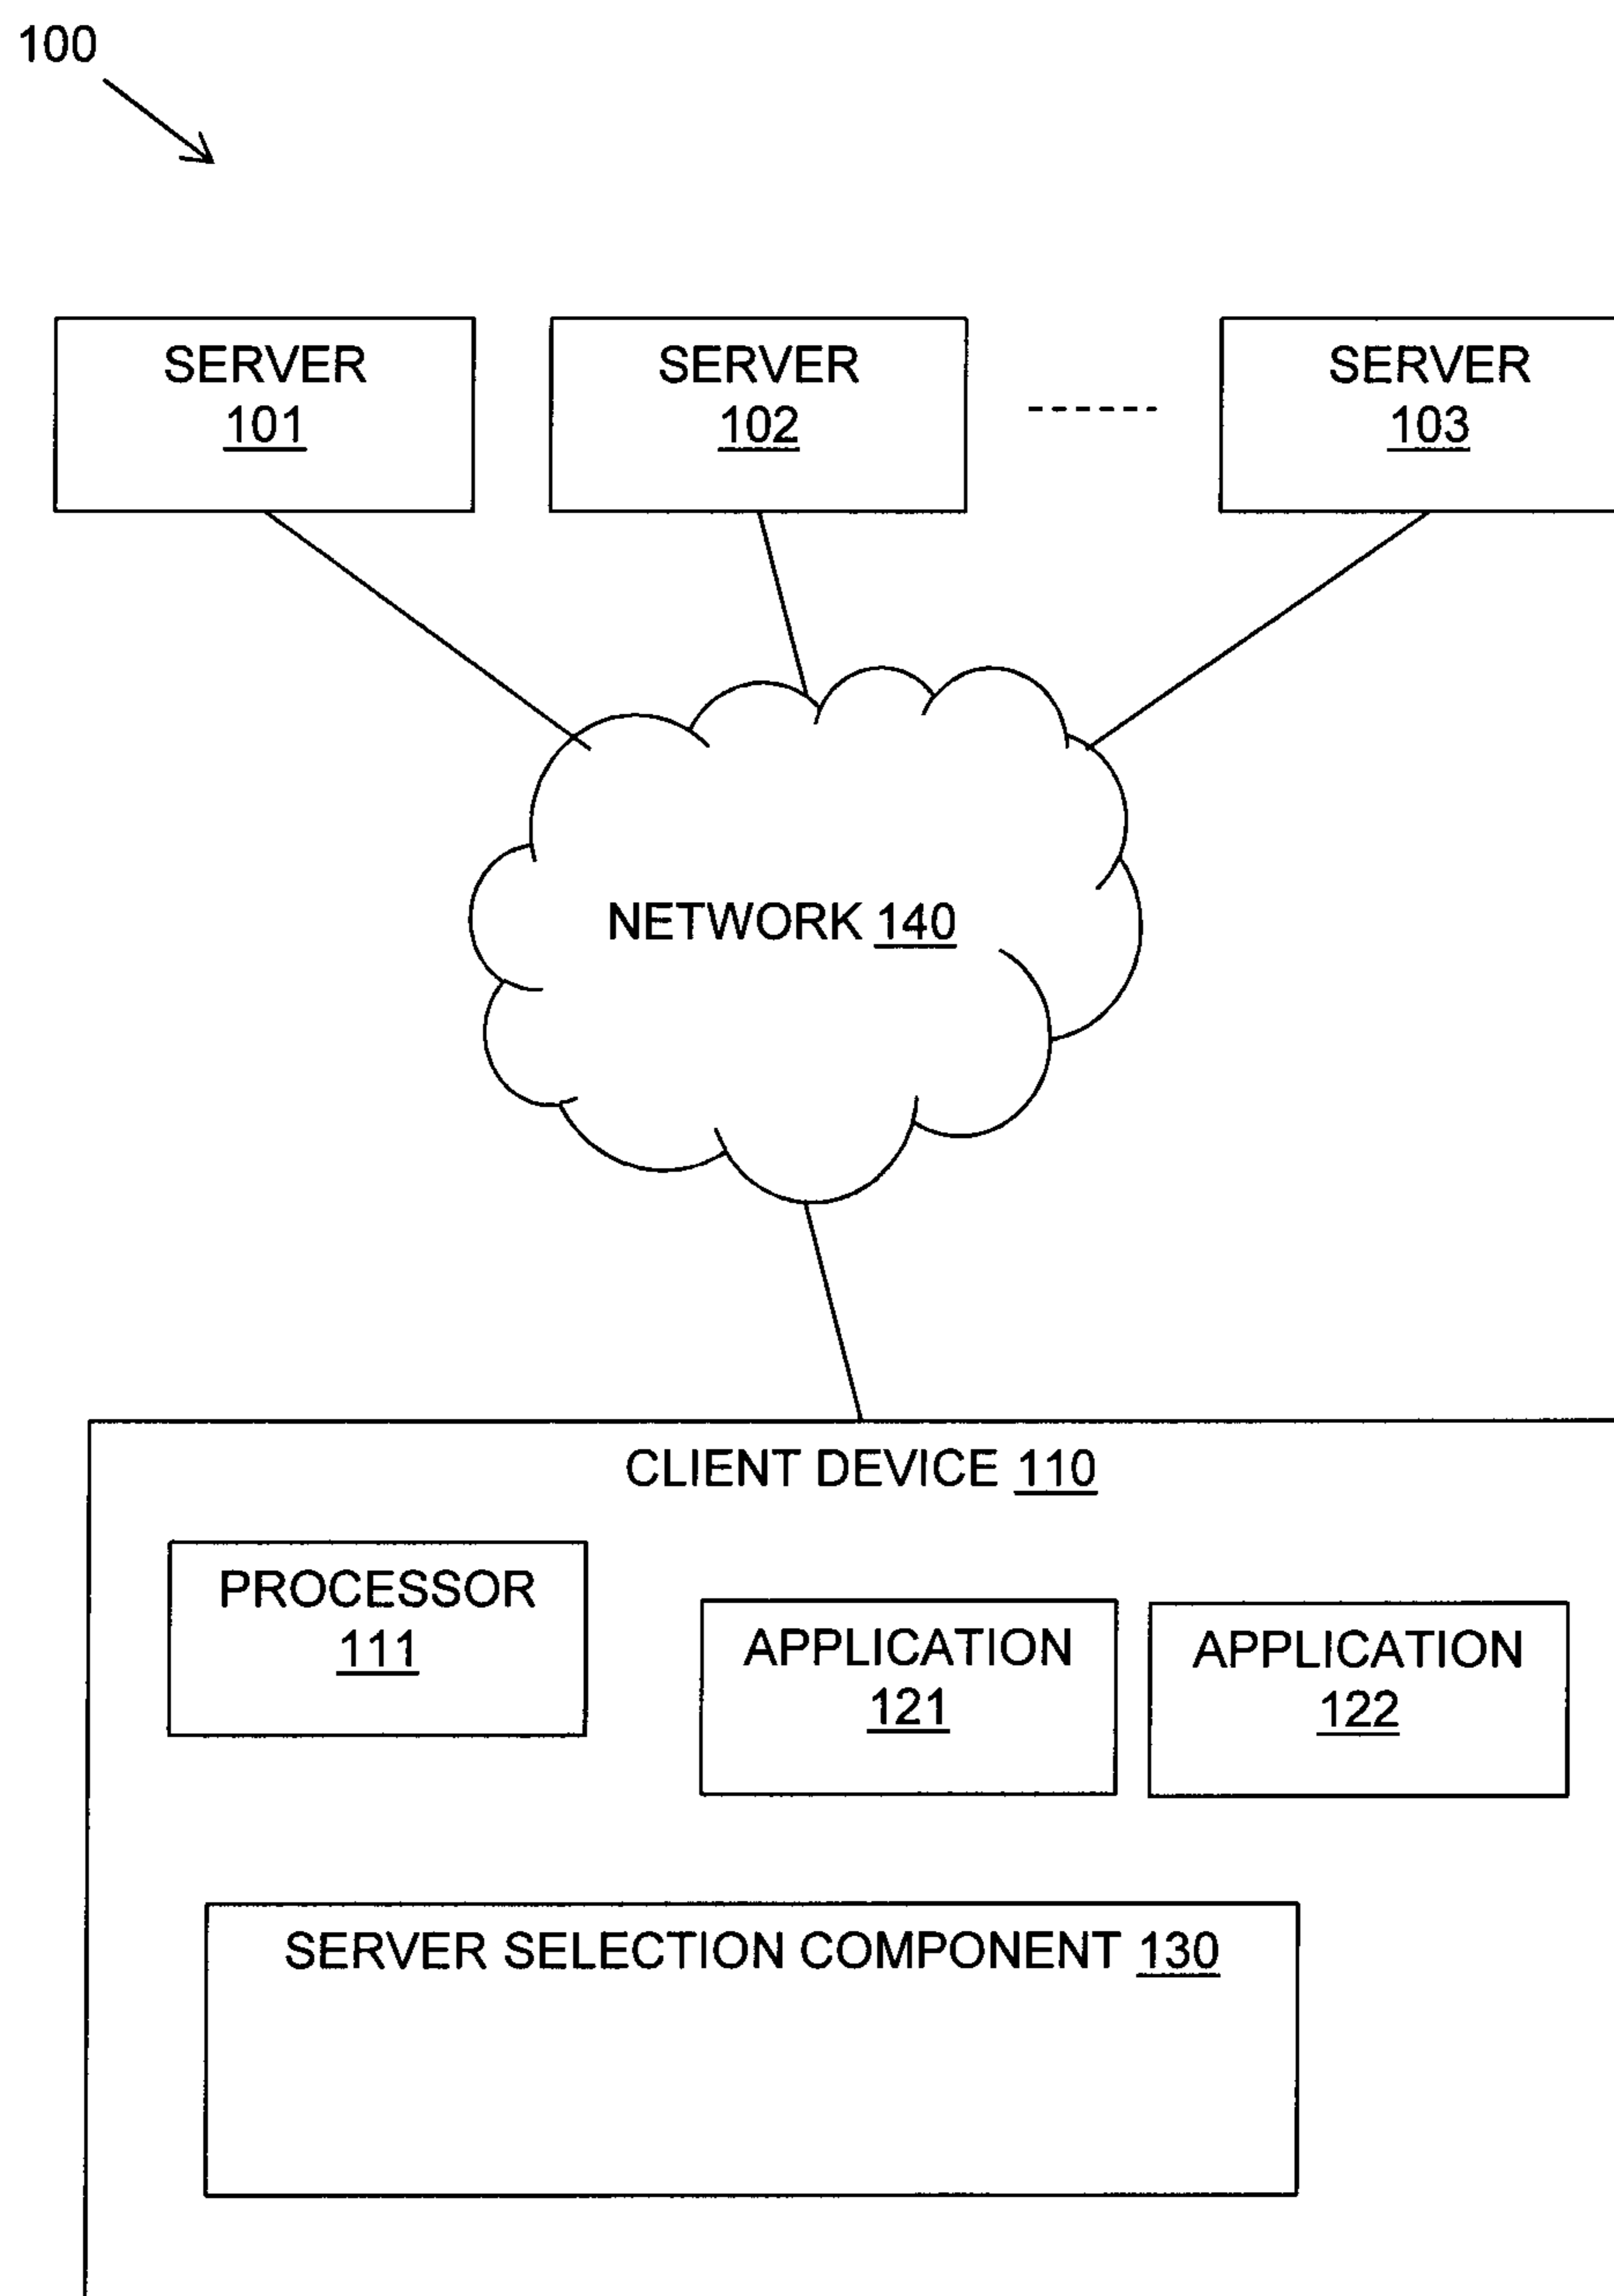 100
SERVER
101
SERVER
102
SERVER
103
NETWORK 140
CLIENT DEVICE 110
PROCESSOR
111
APPLICATION
121
APPLICATION
122
SERVER SELECTION COMPONENT 130